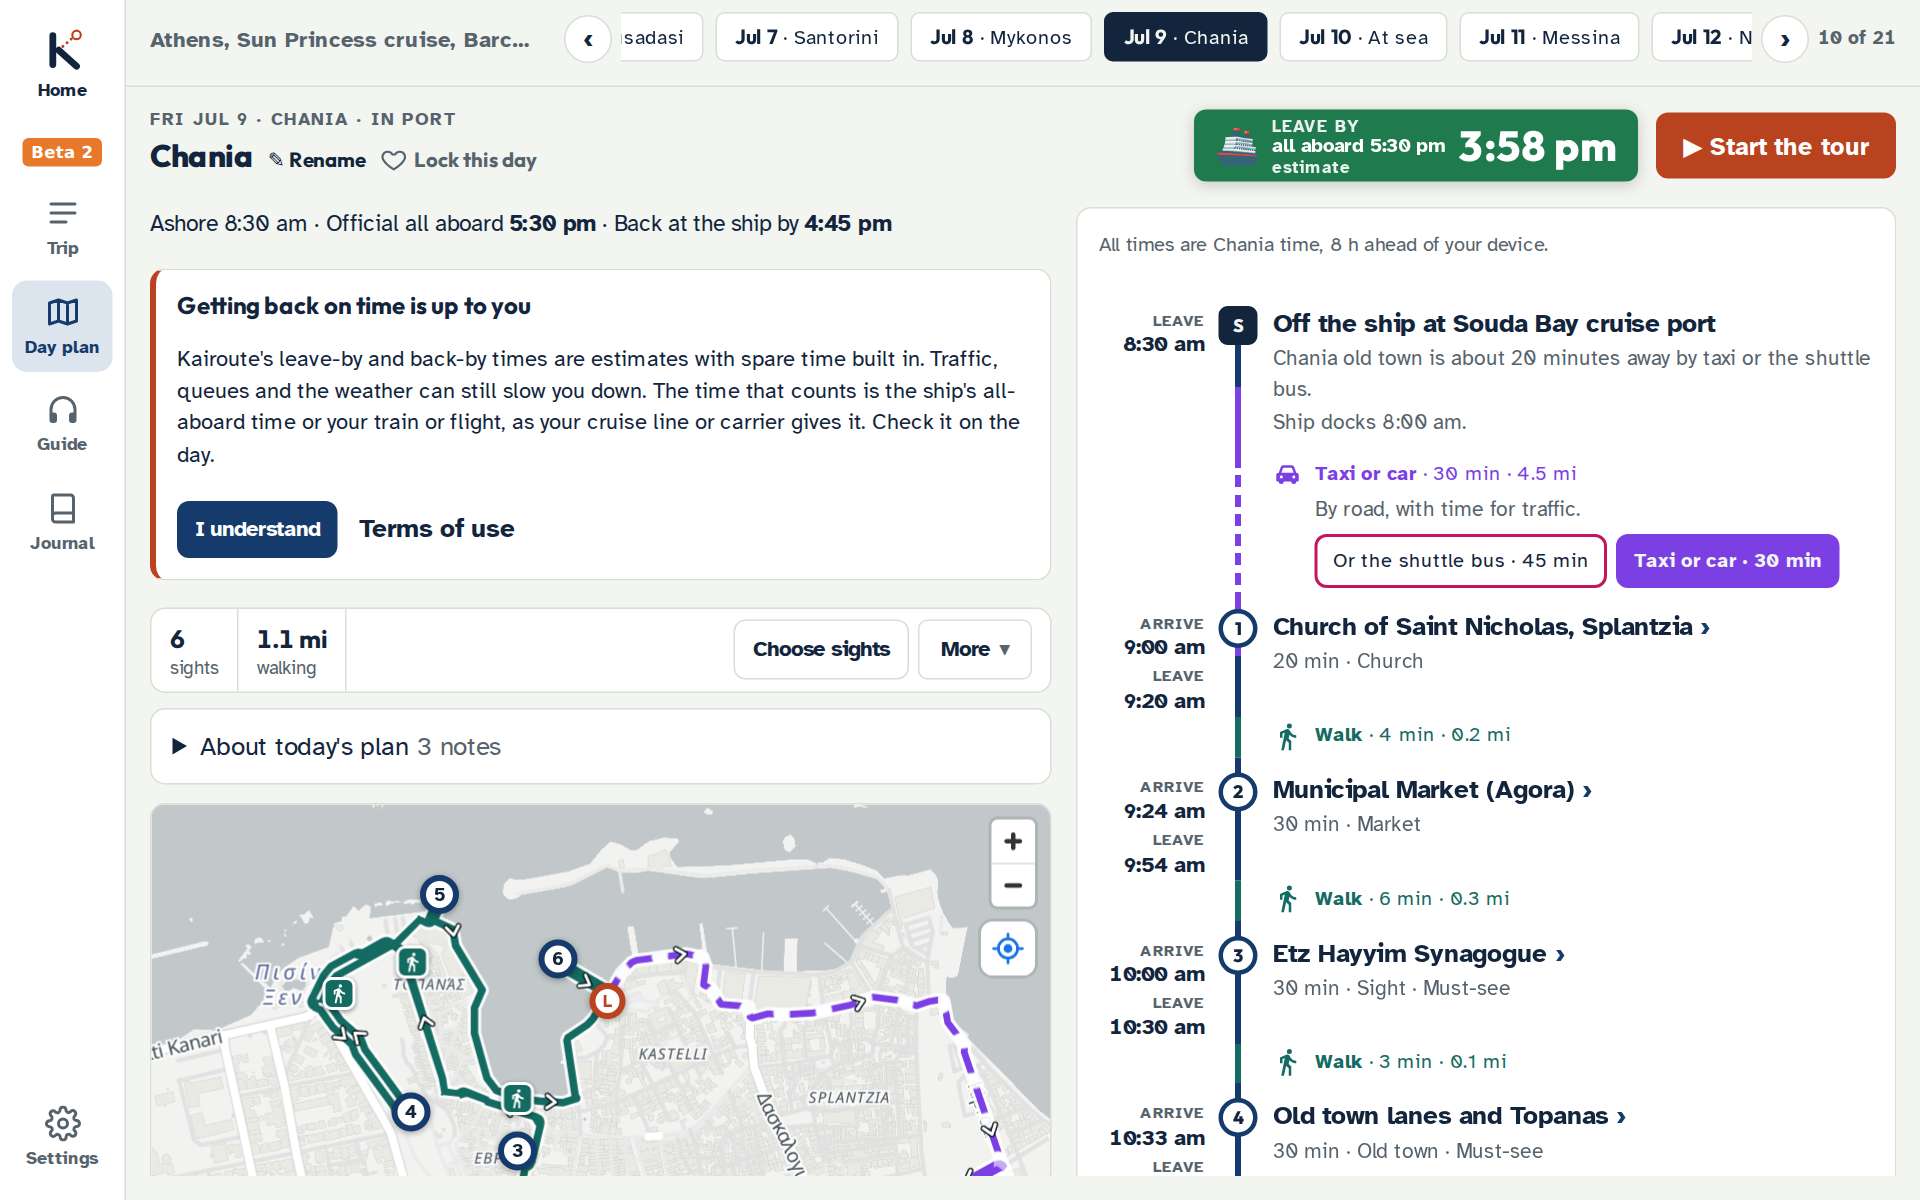 Home
Beta 2
Trip
Day plan
Guide
Journal
Settings
Athens, Sun Princess cruise, Barc...
‹
sadasi
Jul 7 · Santorini
Jul 8 · Mykonos
Jul 9 · Chania
Jul 10 · At sea
Jul 11 · Messina
Jul 12 · N
›
10 of 21
FRI JUL 9 · CHANIA · IN PORT
Chania
✎ Rename
Lock this day
LEAVE BY
all aboard 5:30 pm
estimate
3:58 pm
▶ Start the tour
Ashore 8:30 am · Official all aboard 5:30 pm · Back at the ship by 4:45 pm
Getting back on time is up to you
Kairoute's leave-by and back-by times are estimates with spare time built in. Traffic,
queues and the weather can still slow you down. The time that counts is the ship's all-
aboard time or your train or flight, as your cruise line or carrier gives it. Check it on the
day.
I understand
Terms of use
6
sights
1.1 mi
walking
Choose sights
More ▼
▶ About today's plan 3 notes
+
−
5
6
L
4
3
Πισίν
Ξεν
ti Kanari
KASTELLI
SPLANTZIA
All times are Chania time, 8 h ahead of your device.
LEAVE
8:30 am
S
Off the ship at Souda Bay cruise port
Chania old town is about 20 minutes away by taxi or the shuttle
bus.
Ship docks 8:00 am.
Taxi or car · 30 min · 4.5 mi
By road, with time for traffic.
Or the shuttle bus · 45 min
Taxi or car · 30 min
ARRIVE
9:00 am
LEAVE
9:20 am
1
Church of Saint Nicholas, Splantzia ›
20 min · Church
Walk · 4 min · 0.2 mi
ARRIVE
9:24 am
LEAVE
9:54 am
2
Municipal Market (Agora) ›
30 min · Market
Walk · 6 min · 0.3 mi
ARRIVE
10:00 am
LEAVE
10:30 am
3
Etz Hayyim Synagogue ›
30 min · Sight · Must-see
Walk · 3 min · 0.1 mi
ARRIVE
10:33 am
LEAVE
4
Old town lanes and Topanas ›
30 min · Old town · Must-see